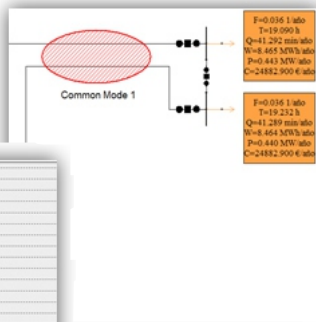 F=0.036 1/año
T=19.090 h
Q=41.292 min/año
W=8.465 MWh/año
P=0.443 MW/año
C=24882.900 €/año
Common Mode 1
F=0.036 1/año
T=19.232 h
Q=41.289 min/año
W=8.464 MWh/año
P=0.440 MW/año
C=24882.900 €/año